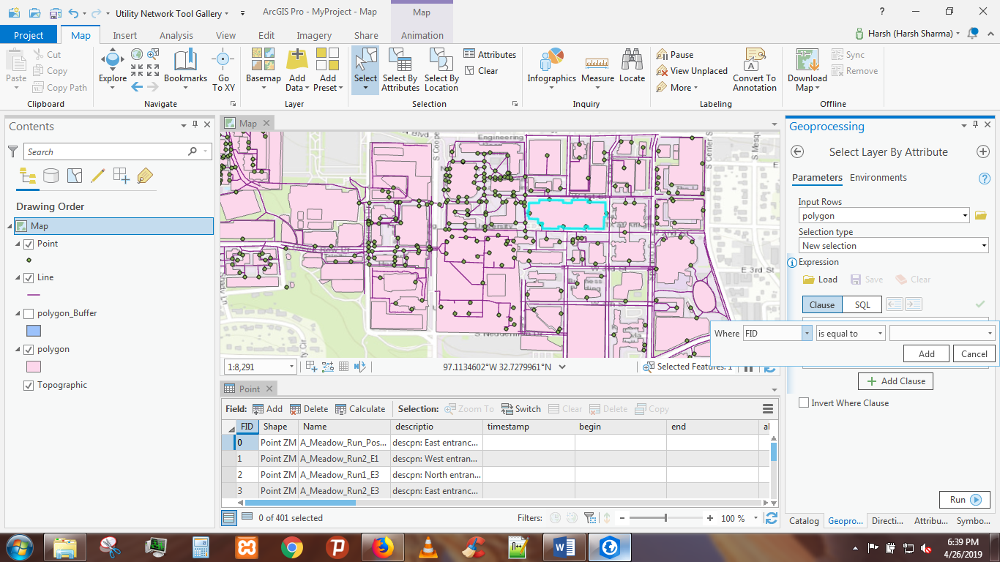 Utility Network Tool Gallery
ArcGIS Pro - MyProject - Map
Map
?
Project
Map
Insert
Analysis
View
Edit
Imagery
Share
Animation
Harsh (Harsh Sharma)
Paste
Cut
Copy
Copy Path
Clipboard
Explore
Bookmarks
Go To XY
Navigate
Basemap
Add Data
Add Preset
Layer
Select
Select By Attributes
Select By Location
Attributes
Clear
Selection
Infographics
Measure
Locate
Inquiry
Pause
View Unplaced
More
Convert To Annotation
Labeling
Download Map
Sync
Remove
Offline
Contents
Search
Drawing Order
Map
Point
Line
polygon_Buffer
polygon
Topographic
Map
Blvd
S Coope
Engineering
S Center S
S Mesq
University
W 3rd St
E 3rd St
S Nedderman Dr
ty Cir
1:8,291
97.1134602°W 32.7279961°N
Selected Features: 1
Point
Field:
Add
Delete
Calculate
Selection:
Zoom To
Switch
Clear
Delete
Copy
FID Shape Name descriptio timestamp begin end al
0 Point ZM A_Meadow_Run_Pos... descpn: East entranc...
1 Point ZM A_Meadow_Run2_E1 descpn: West entran...
2 Point ZM A_Meadow_Run1_E3 descpn: North entran...
3 Point ZM A_Meadow_Run2_E3 descpn: East entranc...
0 of 401 selected
Filters:
100 %
Geoprocessing
Select Layer By Attribute
Parameters Environments
Input Rows
polygon
Selection type
New selection
Expression
Load
Save
Clear
Clause
SQL
Where FID is equal to
Add
Cancel
Add Clause
Invert Where Clause
Run
Catalog
Geopro...
Directi...
Attribu...
Symbo...
6:39 PM
4/26/2019